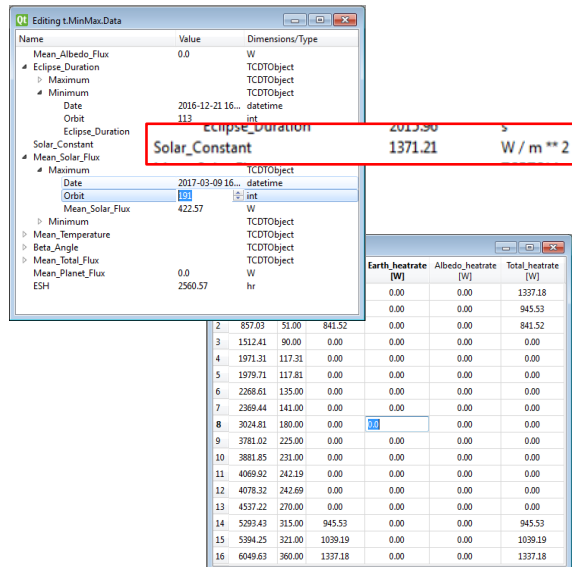 Qt Editing t.MinMax.Data
Name Value Dimensions/Type
Mean_Albedo_Flux 0.0 W
Eclipse_Duration TCDTObject
Maximum TCDTObject
Minimum TCDTObject
Date 2016-12-21 16... datetime
Orbit 113 int
Eclipse_Duration
Eclipse_Duration 2015.90 s
Solar_Constant
Solar_Constant 1371.21 W / m ** 2
Mean_Solar_Flux
Maximum TCDTObject
Date 2017-03-09 16... datetime
Orbit 191 int
Mean_Solar_Flux 422.57 W
Minimum TCDTObject
Mean_Temperature TCDTObject
Beta_Angle TCDTObject
Mean_Total_Flux TCDTObject
Mean_Planet_Flux 0.0 W
ESH 2560.57 hr
Earth_heatrate Albedo_heatrate Total_heatrate
[W] [W] [W]
0.00 0.00 1337.18
0.00 0.00 945.53
2 857.03 51.00 841.52 0.00 0.00 841.52
3 1512.41 90.00 0.00 0.00 0.00 0.00
4 1971.31 117.31 0.00 0.00 0.00 0.00
5 1979.71 117.81 0.00 0.00 0.00 0.00
6 2268.61 135.00 0.00 0.00 0.00 0.00
7 2369.44 141.00 0.00 0.00 0.00 0.00
8 3024.81 180.00 0.00 0.0 0.00 0.00
9 3781.02 225.00 0.00 0.00 0.00 0.00
10 3881.85 231.00 0.00 0.00 0.00 0.00
11 4069.92 242.19 0.00 0.00 0.00 0.00
12 4078.32 242.69 0.00 0.00 0.00 0.00
13 4537.22 270.00 0.00 0.00 0.00 0.00
14 5293.43 315.00 945.53 0.00 0.00 945.53
15 5394.25 321.00 1039.19 0.00 0.00 1039.19
16 6049.63 360.00 1337.18 0.00 0.00 1337.18